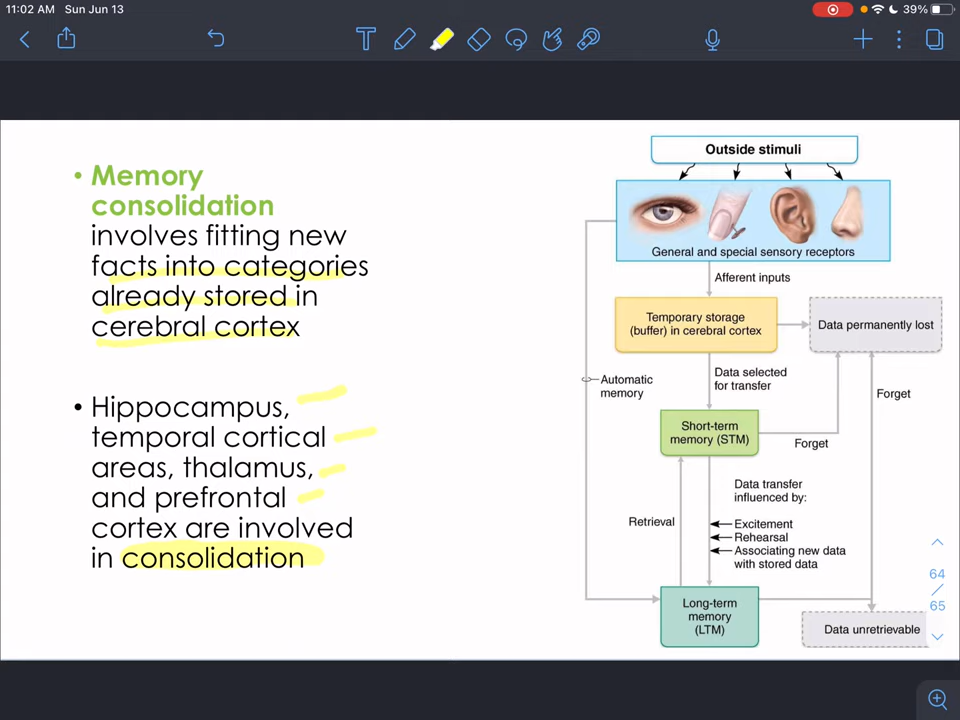 11:02 AM Sun Jun 13
39%
• Memory
consolidation
involves fitting new
facts into categories
already stored in
cerebral cortex
• Hippocampus,
temporal cortical
areas, thalamus,
and prefrontal
cortex are involved
in consolidation
Outside stimuli
General and special sensory receptors
Afferent inputs
Temporary storage
(buffer) in cerebral cortex
Data permanently lost
Automatic
memory
Data selected
for transfer
Forget
Short-term
memory (STM)
Forget
Data transfer
influenced by:
Retrieval
Excitement
Rehearsal
Associating new data
with stored data
Long-term
memory
(LTM)
Data unretrievable
64
/
65